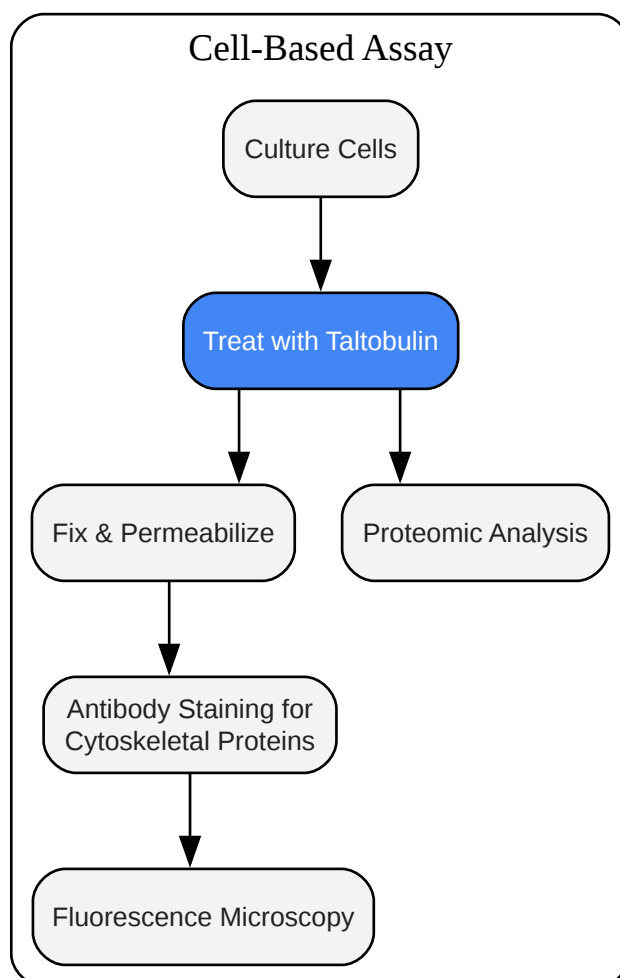 Cell-Based Assay
Culture Cells
Treat with Taltobulin
Fix & Permeabilize
Proteomic Analysis
Antibody Staining for
Cytoskeletal Proteins
Fluorescence Microscopy